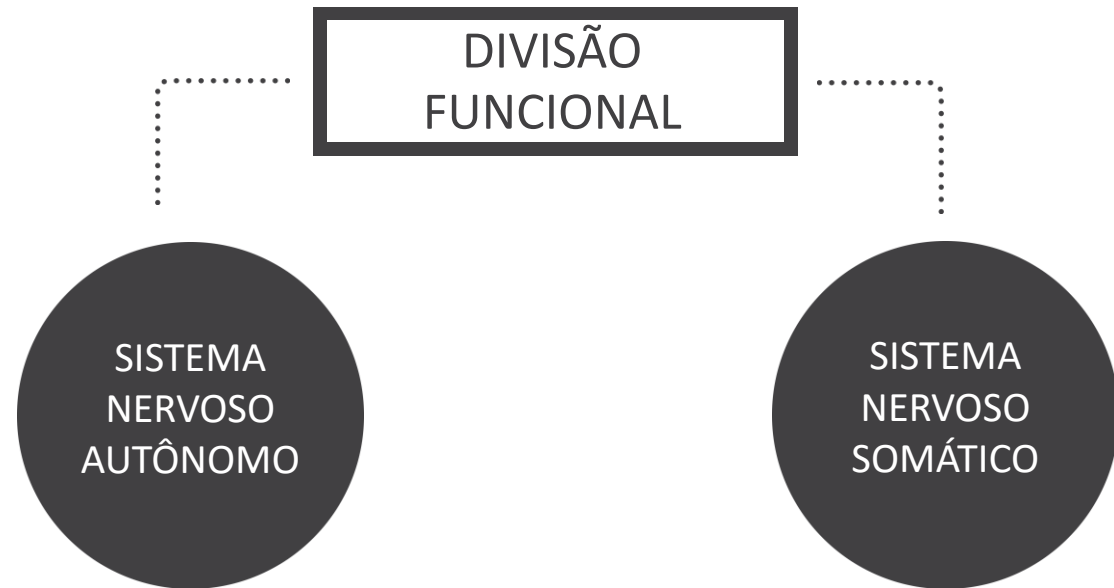 DIVISÃO
FUNCIONAL
SISTEMA
NERVOSO
AUTÔNOMO
SISTEMA
NERVOSO
SOMÁTICO